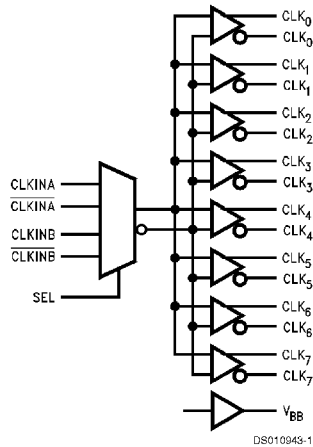 CLK0
CLK0
CLK1
CLK1
CLK2
CLK2
CLK3
CLK3
CLKINA
CLKINA
CLKINB
CLKINB
SEL
CLK4
CLK4
CLK5
CLK5
CLK6
CLK6
CLK7
CLK7
VBB
DS010943-1